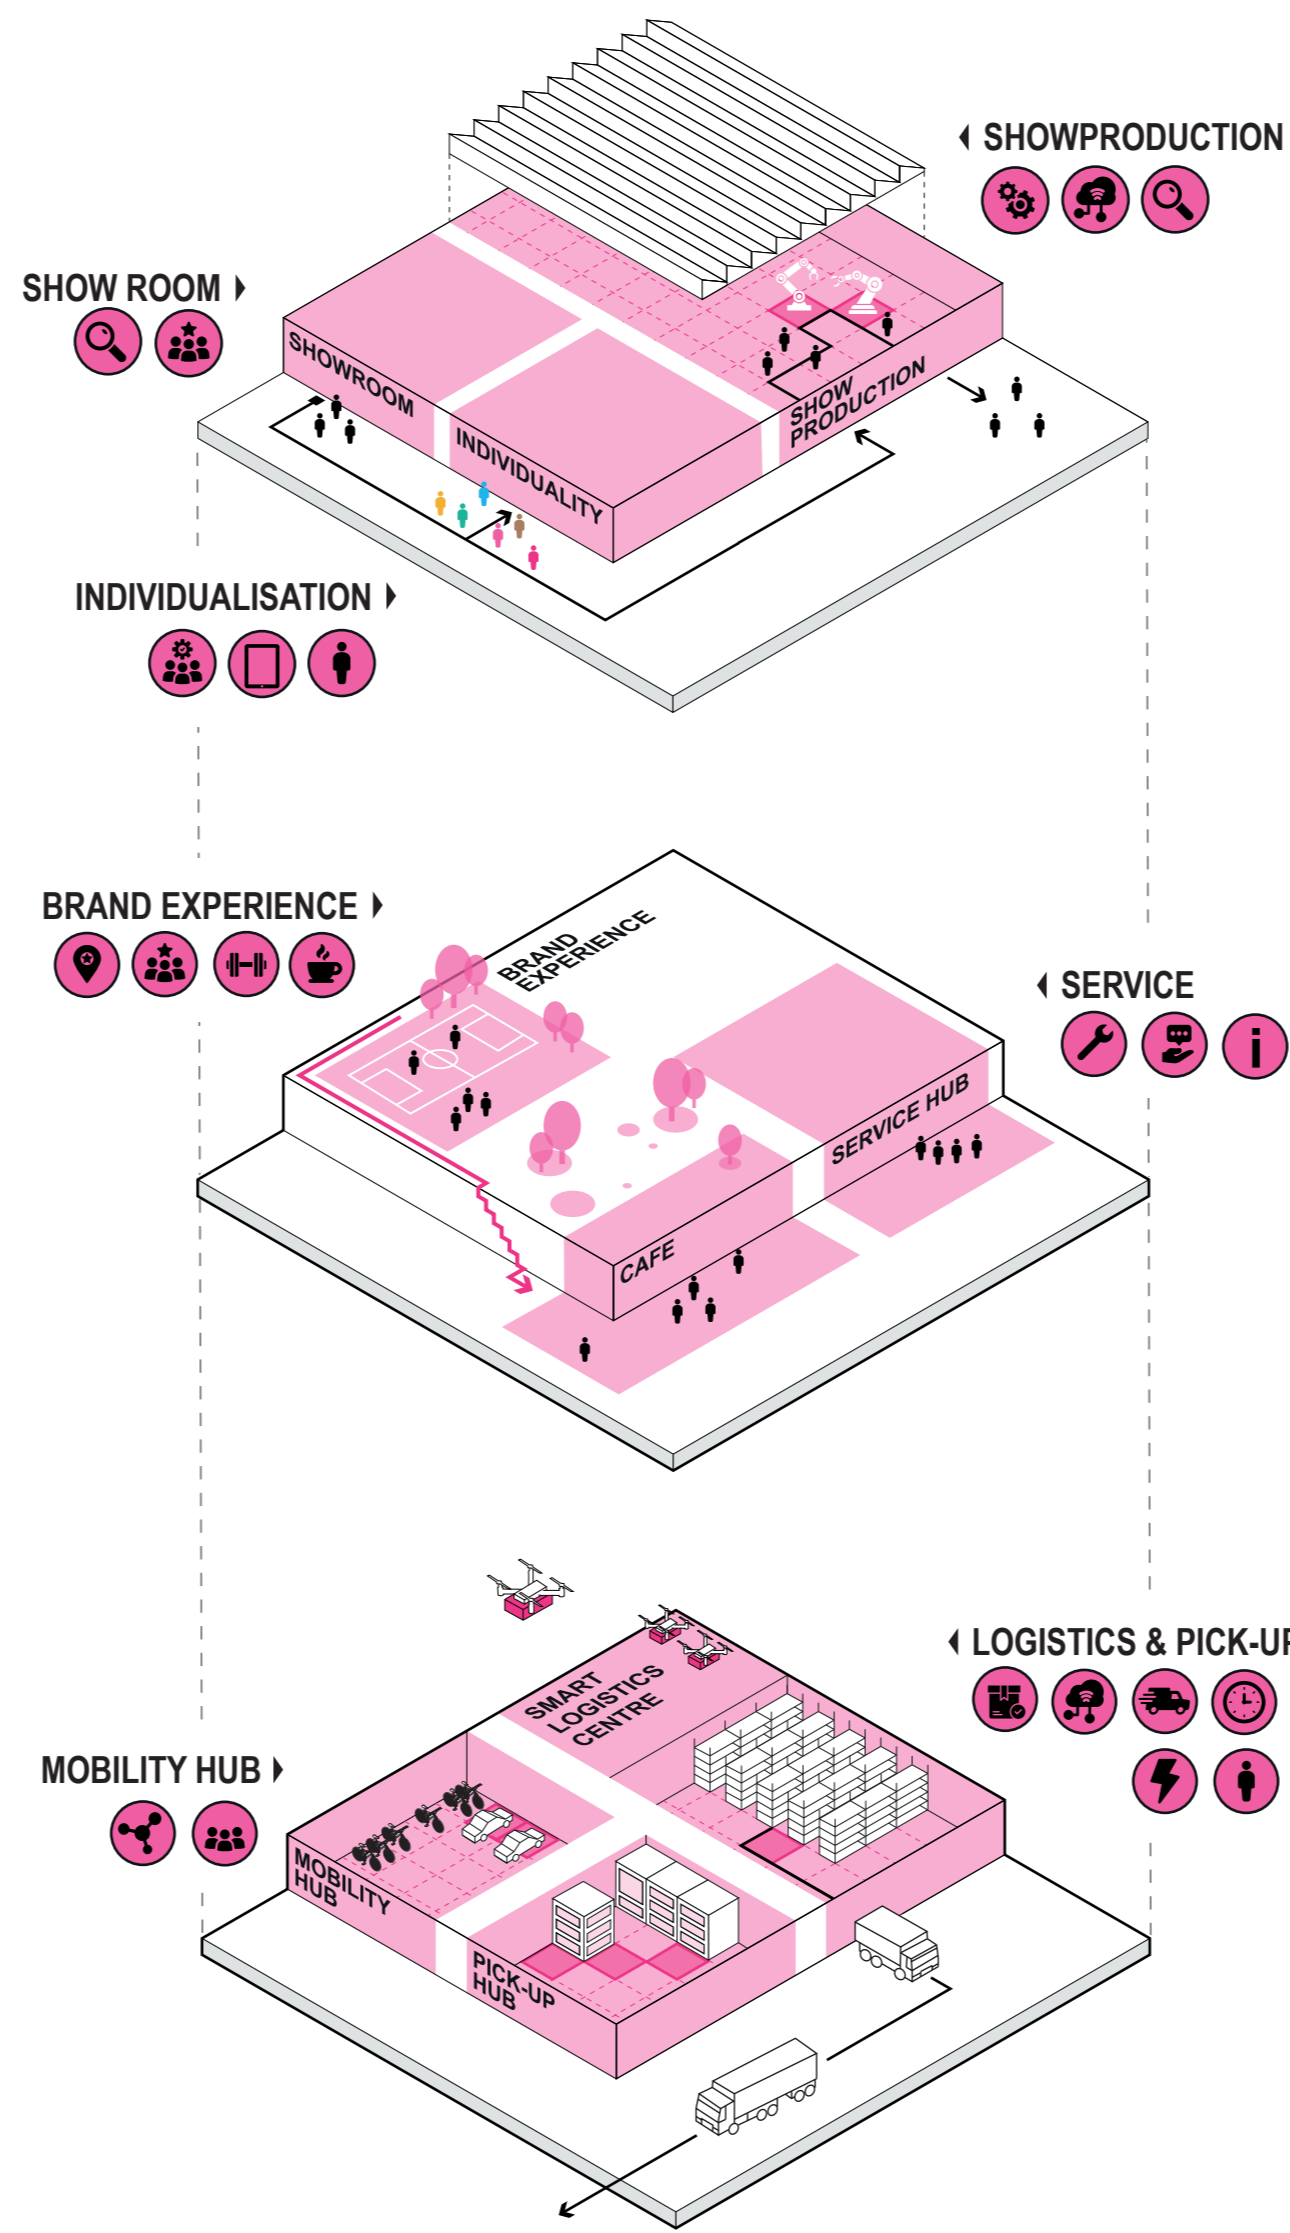 SHOWPRODUCTION
SHOW ROOM
SHOWROOM
INDIVIDUALITY
SHOW
PRODUCTION
INDIVIDUALISATION
BRAND EXPERIENCE
BRAND
EXPERIENCE
SERVICE
SERVICE HUB
CAFE
LOGISTICS & PICK-UP
SMART
LOGISTICS
CENTRE
MOBILITY HUB
MOBILITY
HUB
PICK-UP
HUB